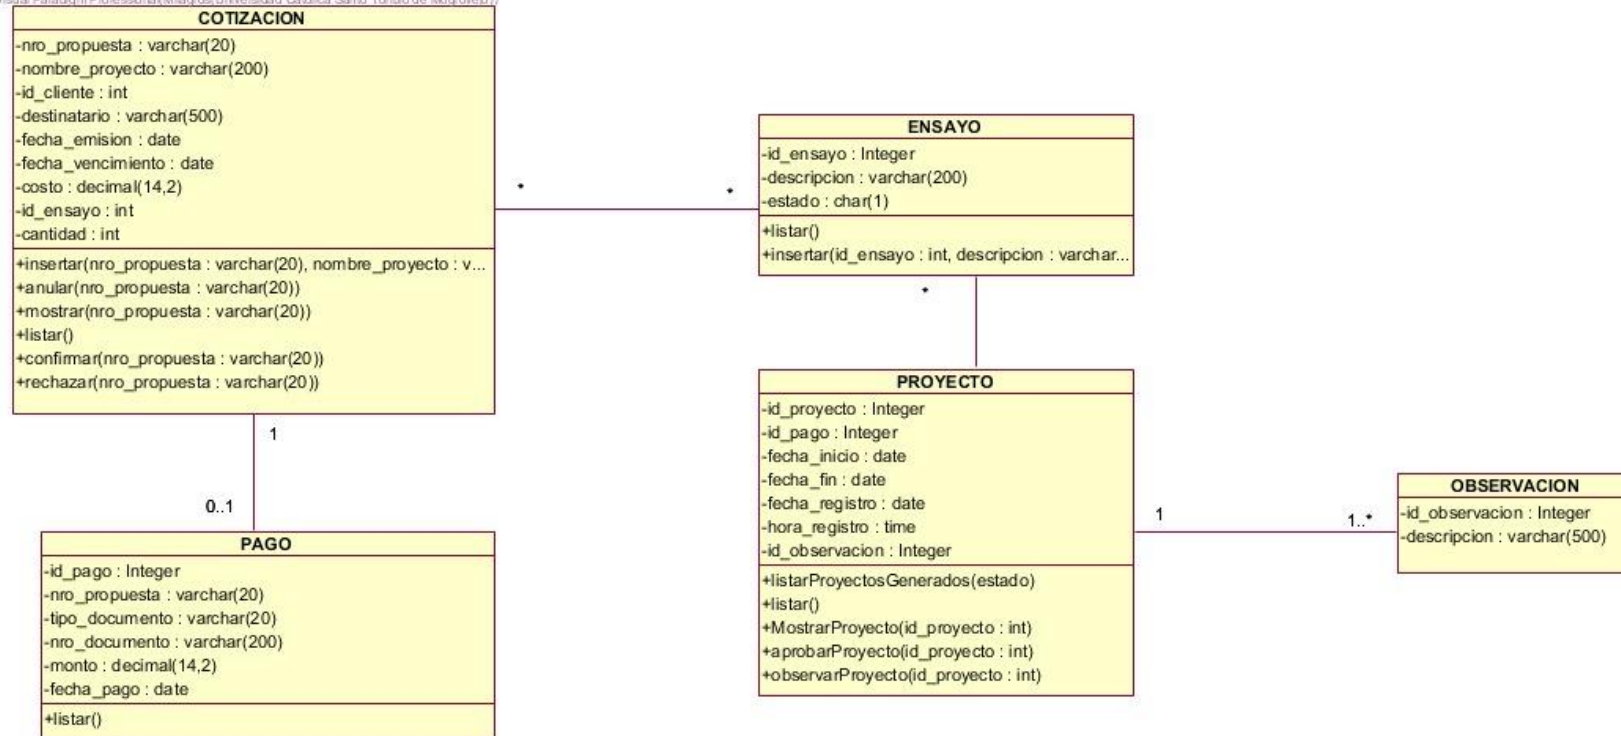 COTIZACION
-nro_propuesta : varchar(20)
-nombre_proyecto : varchar(200)
-id_cliente : int
-destinatario : varchar(500)
-fecha_emision : date
-fecha_vencimiento : date
-costo : decimal(14,2)
-id_ensayo : int
-cantidad : int
+insertar(nro_propuesta : varchar(20), nombre_proyecto : v...
+anular(nro_propuesta : varchar(20))
+mostrar(nro_propuesta : varchar(20))
+listar()
+confirmar(nro_propuesta : varchar(20))
+rechazar(nro_propuesta : varchar(20))
*
*
ENSAYO
-id_ensayo : Integer
-descripcion : varchar(200)
-estado : char(1)
+listar()
+insertar(id_ensayo : int, descripcion : varchar...
*
1
0..1
PAGO
-id_pago : Integer
-nro_propuesta : varchar(20)
-tipo_documento : varchar(20)
-nro_documento : varchar(200)
-monto : decimal(14,2)
-fecha_pago : date
+listar()
PROYECTO
-id_proyecto : Integer
-id_pago : Integer
-fecha_inicio : date
-fecha_fin : date
-fecha_registro : date
-hora_registro : time
-id_observacion : Integer
+listarProyectosGenerados(estado)
+listar()
+MostrarProyecto(id_proyecto : int)
+aprobarProyecto(id_proyecto : int)
+observarProyecto(id_proyecto : int)
1
1..*
OBSERVACION
-id_observacion : Integer
-descripcion : varchar(500)